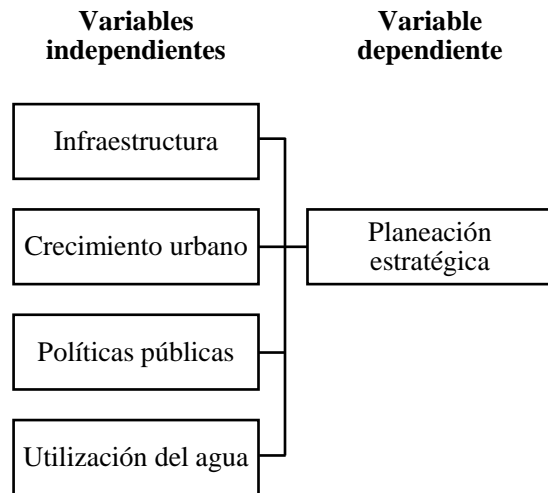 Variables
independientes
Variable
dependiente
Infraestructura
Crecimiento urbano
Planeación
estratégica
Políticas públicas
Utilización del agua